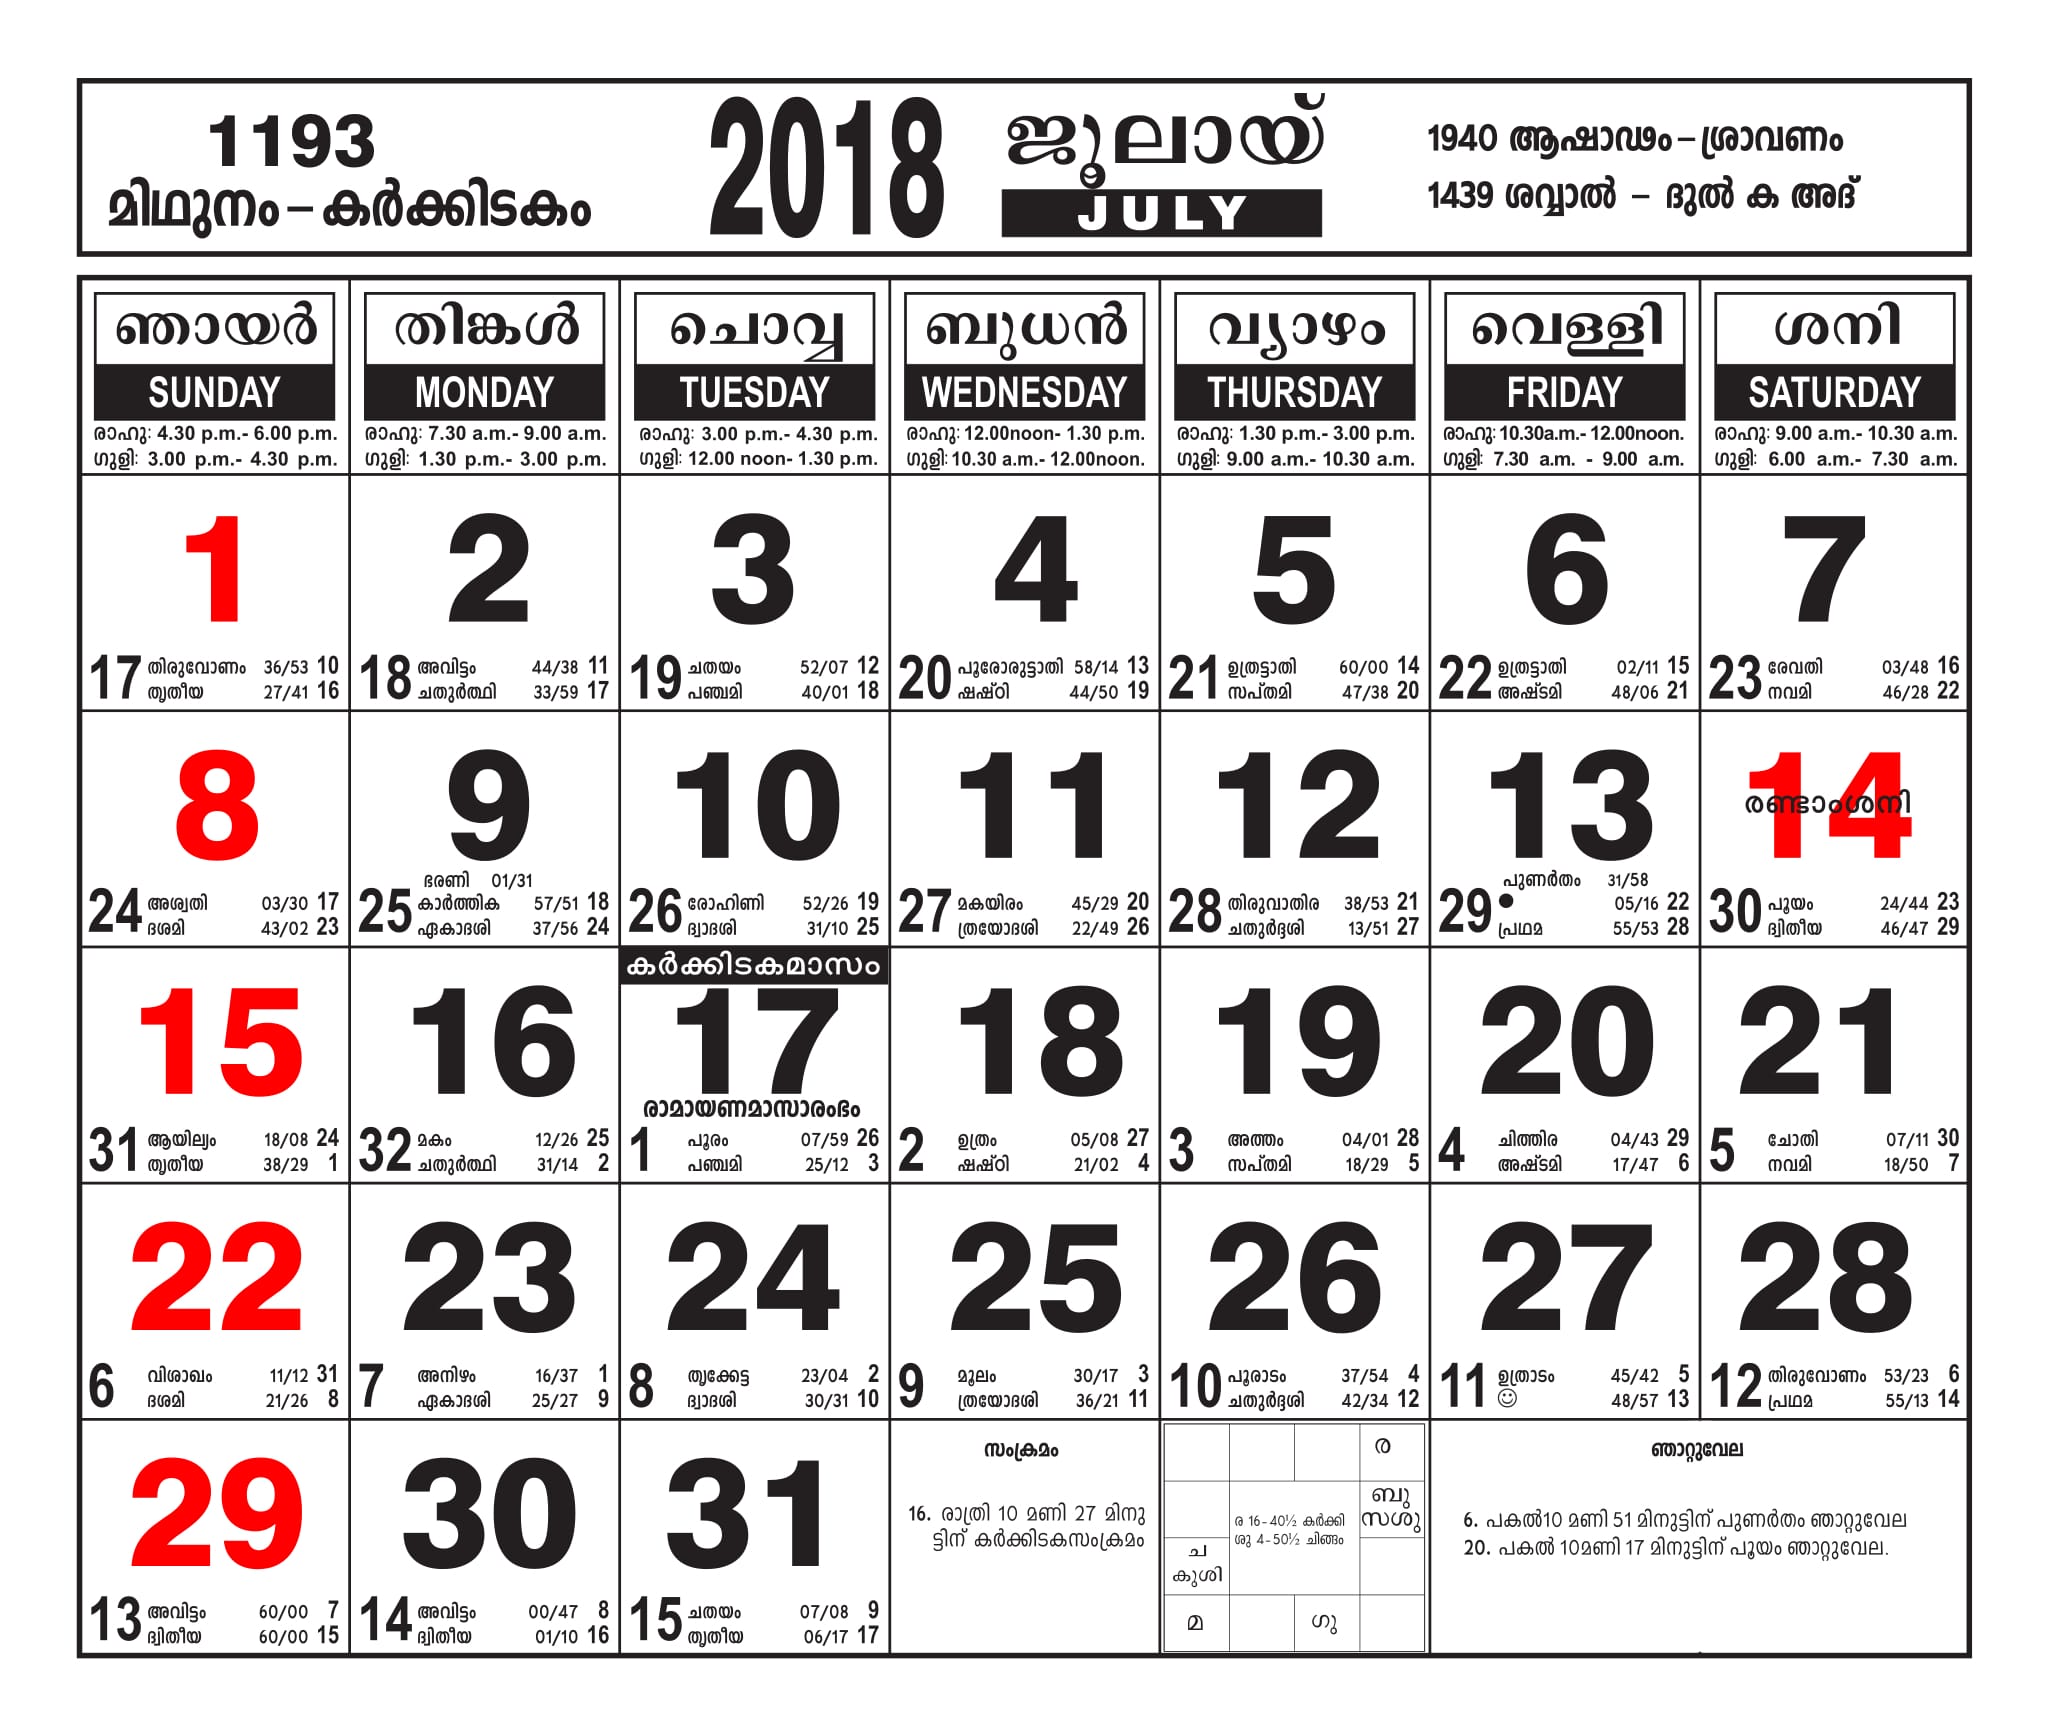 1193
മിഥുനം – കർക്കിടകം
2018
ജൂലായ്
JULY
1940 ആഷാഢം – ശ്രാവണം
1439 ശവ്വാൽ – ദുൽ ക അദ്
ഞായർ തിങ്കൾ ചൊവ്വ ബുധൻ വ്യാഴം വെള്ളി ശനി
SUNDAY MONDAY TUESDAY WEDNESDAY THURSDAY FRIDAY SATURDAY
രാഹു: 4.30 p.m.- 6.00 p.m. രാഹു: 7.30 a.m.- 9.00 a.m. രാഹു: 3.00 p.m.- 4.30 p.m. രാഹു: 12.00noon- 1.30 p.m. രാഹു: 1.30 p.m.- 3.00 p.m. രാഹു: 10.30a.m.- 12.00noon. രാഹു: 9.00 a.m.- 10.30 a.m.
ഗുളി: 3.00 p.m.- 4.30 p.m. ഗുളി: 1.30 p.m.- 3.00 p.m. ഗുളി: 12.00 noon- 1.30 p.m. ഗുളി: 10.30 a.m.- 12.00noon. ഗുളി: 9.00 a.m.- 10.30 a.m. ഗുളി: 7.30 a.m. - 9.00 a.m. ഗുളി: 6.00 a.m.- 7.30 a.m.
1 2 3 4 5 6 7
17 തിരുവോണം 36/53 10 18 അവിട്ടം 44/38 11 19 ചതയം 52/07 12 20 പൂരോരുട്ടാതി 58/14 13 21 ഉത്രട്ടാതി 60/00 14 22 ഉത്രട്ടാതി 02/11 15 23 രേവതി 03/48 16
തൃതീയ 27/41 16 ചതുർത്ഥി 33/59 17 പഞ്ചമി 40/01 18 ഷഷ്ഠി 44/50 19 സപ്തമി 47/38 20 അഷ്ടമി 48/06 21 നവമി 46/28 22
8 9 10 11 12 13 14
രണ്ടാംശനി
ഭരണി 01/31 പുണർതം 31/58
24 അശ്വതി 03/30 17 25 കാർത്തിക 57/51 18 26 രോഹിണി 52/26 19 27 മകയിരം 45/29 20 28 തിരുവാതിര 38/53 21 29 ● 05/16 22 30 പൂയം 24/44 23
ദശമി 43/02 23 ഏകാദശി 37/56 24 ദ്വാദശി 31/10 25 ത്രയോദശി 22/49 26 ചതുർദ്ദശി 13/51 27 പ്രഥമ 55/53 28 ദ്വിതീയ 46/47 29
കർക്കിടകമാസം
15 16 17 18 19 20 21
രാമായണമാസാരംഭം
31 ആയില്യം 18/08 24 32 മകം 12/26 25 1 പൂരം 07/59 26 2 ഉത്രം 05/08 27 3 അത്തം 04/01 28 4 ചിത്തിര 04/43 29 5 ചോതി 07/11 30
തൃതീയ 38/29 1 ചതുർത്ഥി 31/14 2 പഞ്ചമി 25/12 3 ഷഷ്ഠി 21/02 4 സപ്തമി 18/29 5 അഷ്ടമി 17/47 6 നവമി 18/50 7
22 23 24 25 26 27 28
6 വിശാഖം 11/12 31 7 അനിഴം 16/37 1 8 തൃക്കേട്ട 23/04 2 9 മൂലം 30/17 3 10 പൂരാടം 37/54 4 11 ഉത്രാടം 45/42 5 12 തിരുവോണം 53/23 6
ദശമി 21/26 8 ഏകാദശി 25/27 9 ദ്വാദശി 30/31 10 ത്രയോദശി 36/21 11 ചതുർദ്ദശി 42/34 12 ☺ 48/57 13 പ്രഥമ 55/13 14
29 30 31
13 അവിട്ടം 60/00 7 14 അവിട്ടം 00/47 8 15 ചതയം 07/08 9
ദ്വിതീയ 60/00 15 ദ്വിതീയ 01/10 16 തൃതീയ 06/17 17
സംക്രമം
16. രാത്രി 10 മണി 27 മിനു
ട്ടിന് കർക്കിടകസംക്രമം
ര
ബു
സശു
ര 16-40½ കർക്കി
ശു 4-50½ ചിങ്ങം
ച
കുശി
മ
ഗു
ഞാറ്റുവേല
6. പകൽ10 മണി 51 മിനുട്ടിന് പുണർതം ഞാറ്റുവേല
20. പകൽ 10മണി 17 മിനുട്ടിന് പൂയം ഞാറ്റുവേല.